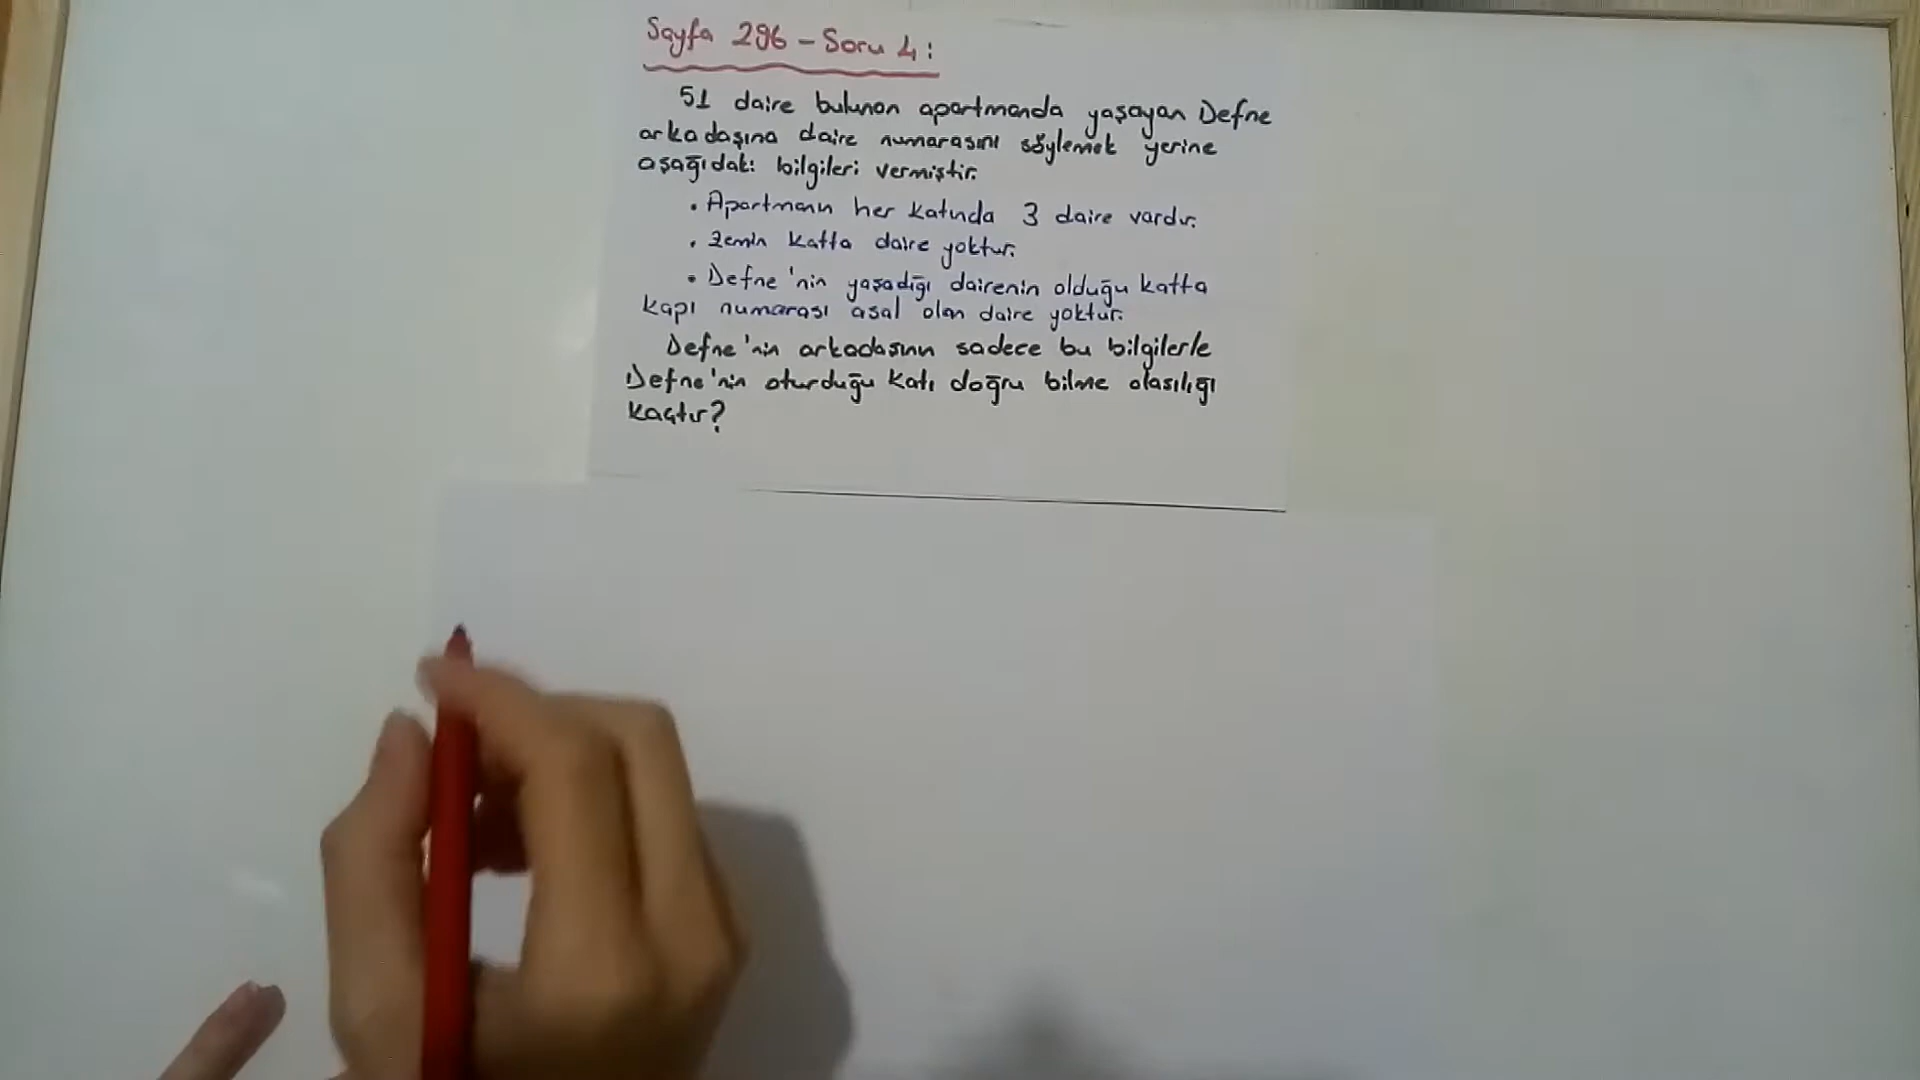 Sayfa 296 - Soru 4:
51 daire bulunan apartmanda yaşayan Defne
arkadaşına daire numarasını söylemek yerine
aşağıdaki bilgileri vermiştir.
• Apartmanın her katında 3 daire vardır.
• Zemin katta daire yoktur.
• Defne'nin yaşadığı dairenin olduğu katta
kapı numarası asal olan daire yoktur.
Defne'nin arkadaşının sadece bu bilgilerle
Defne'nin oturduğu katı doğru bilme olasılığı
kaçtır?